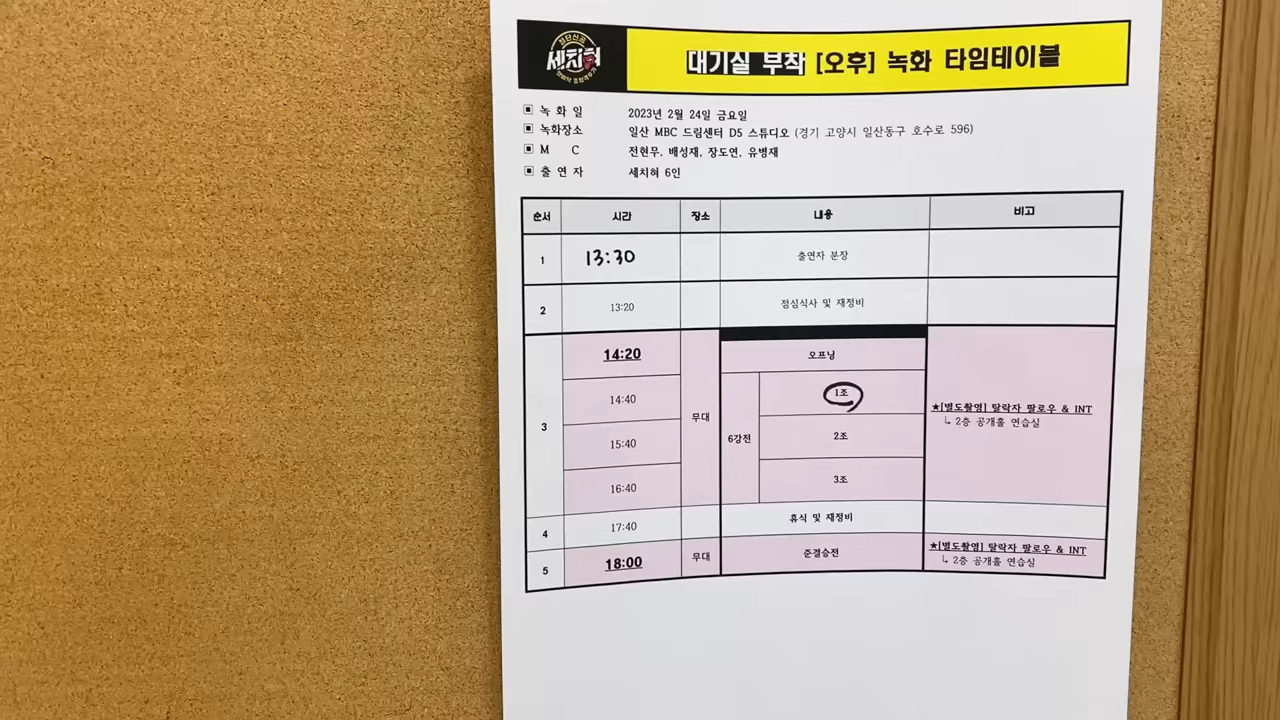 세치혀
대기실 부착 [오후] 녹화 타임테이블
▣ 녹 화 일 2023년 2월 24일 금요일
▣ 녹화장소 일산 MBC 드림센터 D5 스튜디오 (경기 고양시 일산동구 호수로 596)
▣ M C 전현무, 배성재, 장도연, 유병재
▣ 출 연 자 세치혀 6인
순서 시간 장소 내용 비고
1 13:30 출연자 분장
2 13:20 점심식사 및 재정비
3 14:20 무대 오프닝
14:40 6강전 1조
15:40 2조
16:40 3조
★[별도촬영] 탈락자 팔로우 & INT
↳ 2층 공개홀 연습실
4 17:40 휴식 및 재정비
5 18:00 무대 준결승전
★[별도촬영] 탈락자 팔로우 & INT
↳ 2층 공개홀 연습실